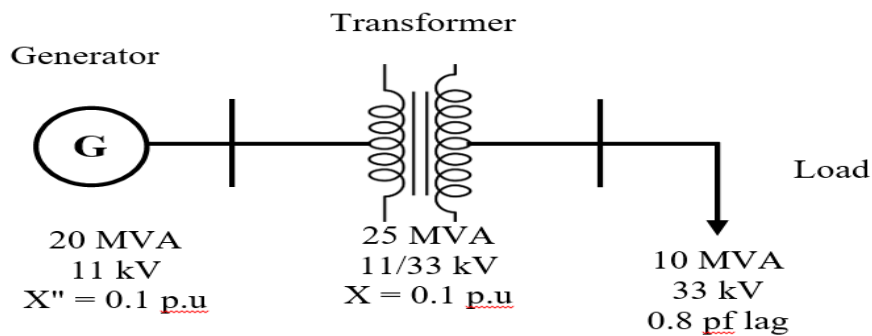 Transformer
Generator
G
Load
20 MVA
11 kV
X" = 0.1 p.u
25 MVA
11/33 kV
X = 0.1 p.u
10 MVA
33 kV
0.8 pf lag